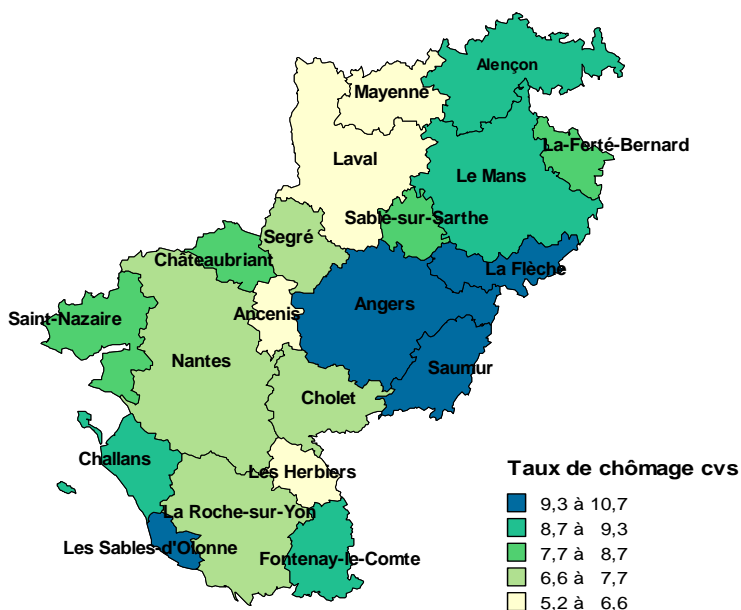 Alençon
Mayenne
La-Ferté-Bernard
Laval
Le Mans
Sablé-sur-Sarthe
Segré
Châteaubriant
La Flèche
Saint-Nazaire
Ancenis
Angers
Nantes
Saumur
Cholet
Challans
Les Herbiers
La Roche-sur-Yon
Les Sables-d'Olonne
Fontenay-le-Comte
Taux de chômage cvs
9,3 à 10,7
8,7 à 9,3
7,7 à 8,7
6,6 à 7,7
5,2 à 6,6